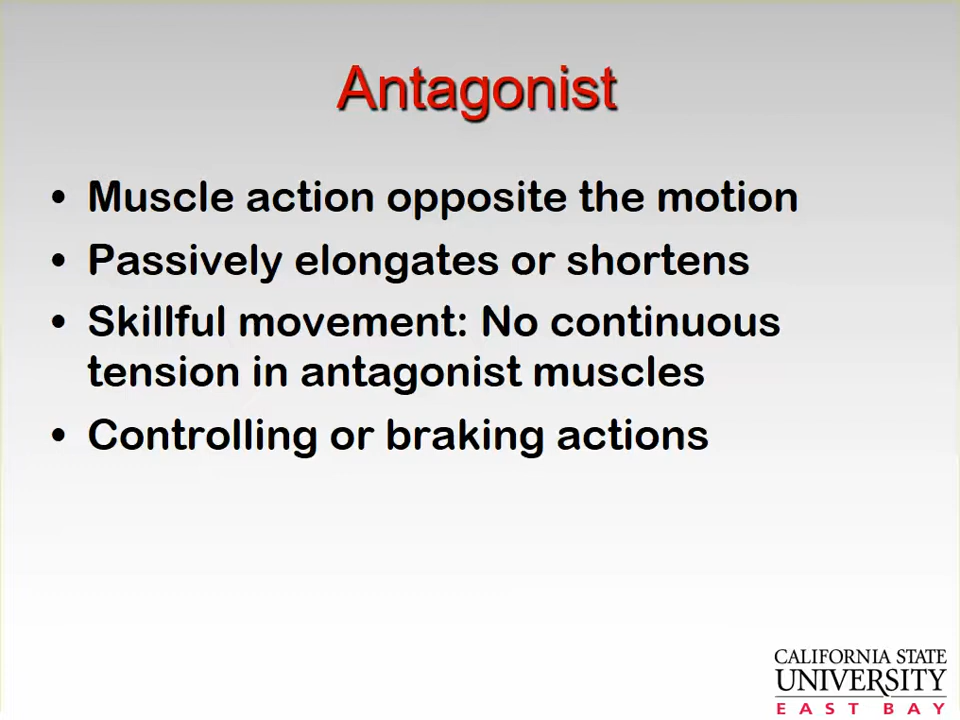 Antagonist
• Muscle action opposite the motion
• Passively elongates or shortens
• Skillful movement: No continuous
tension in antagonist muscles
• Controlling or braking actions
CALIFORNIA STATE
UNIVERSITY
EAST BAY